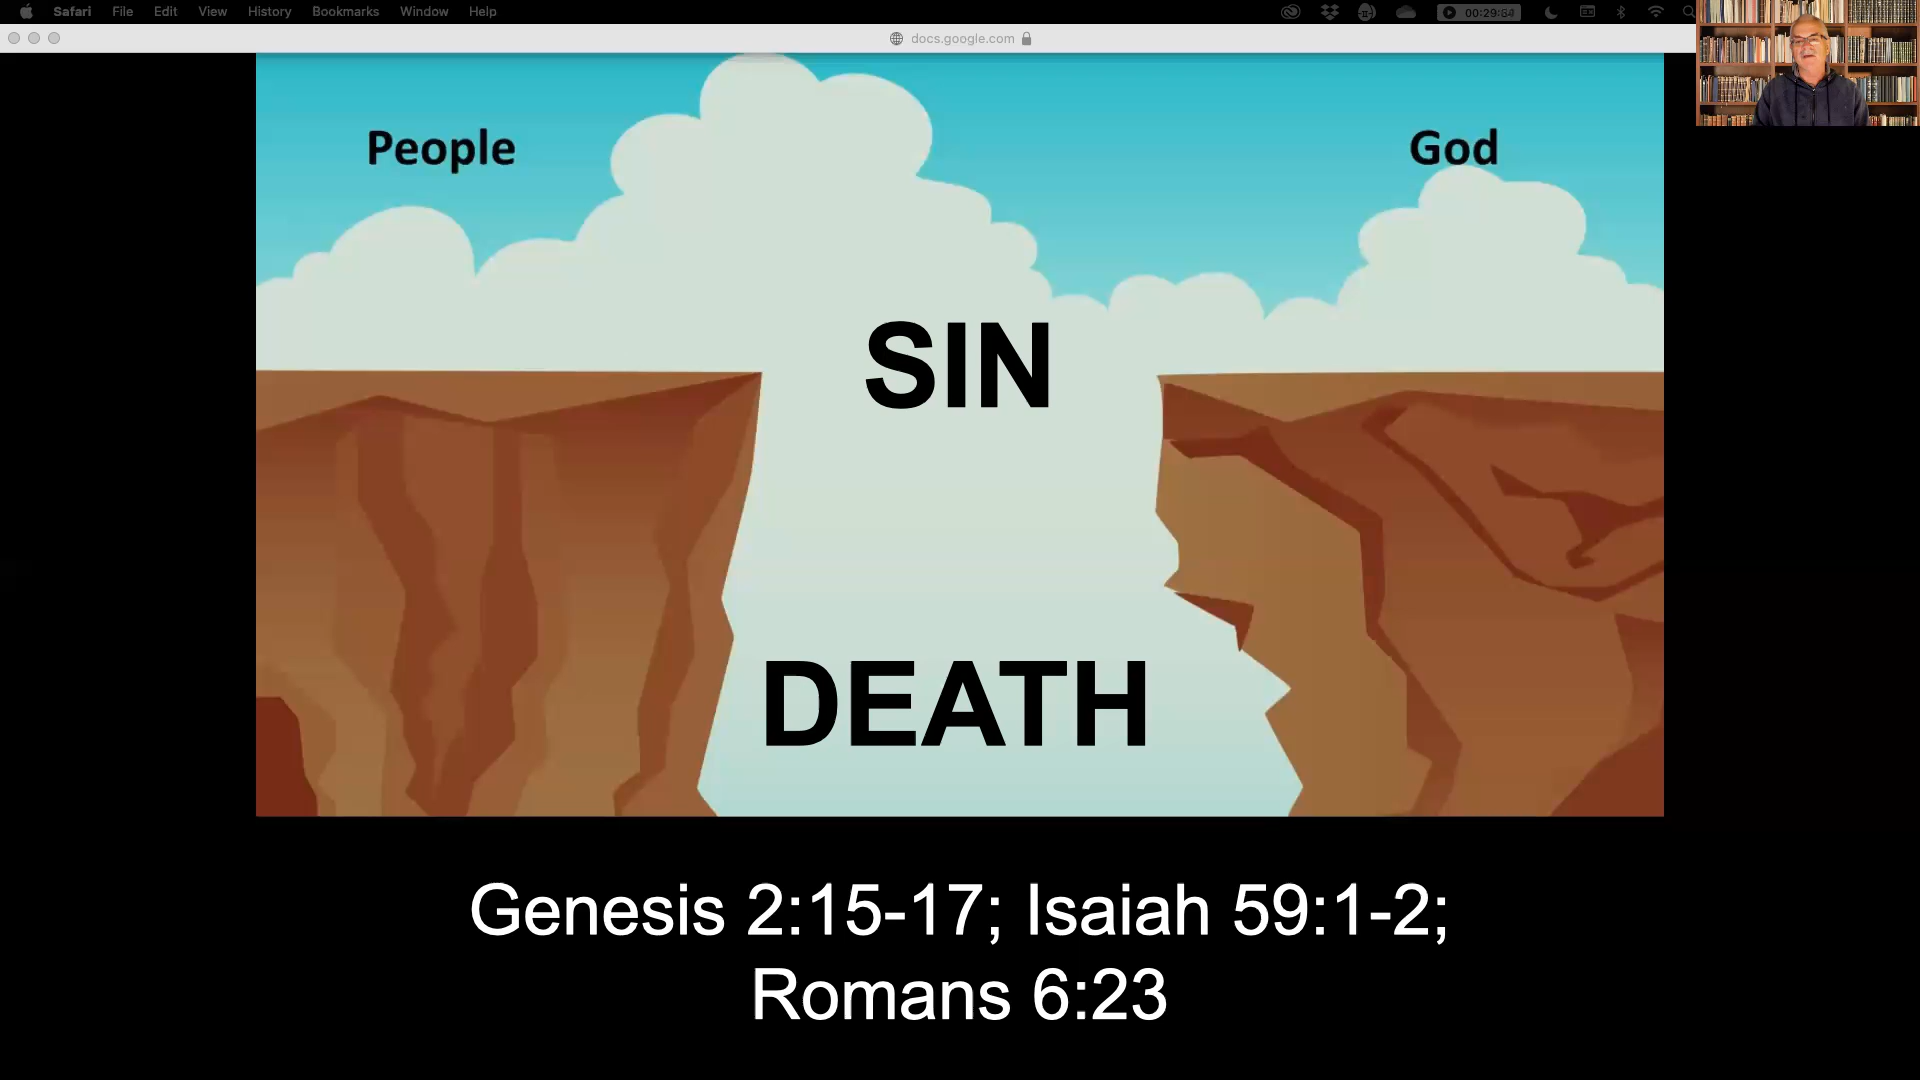 Safari File Edit View History Bookmarks Window Help
docs.google.com
People
God
SIN
DEATH
Genesis 2:15-17; Isaiah 59:1-2;
Romans 6:23